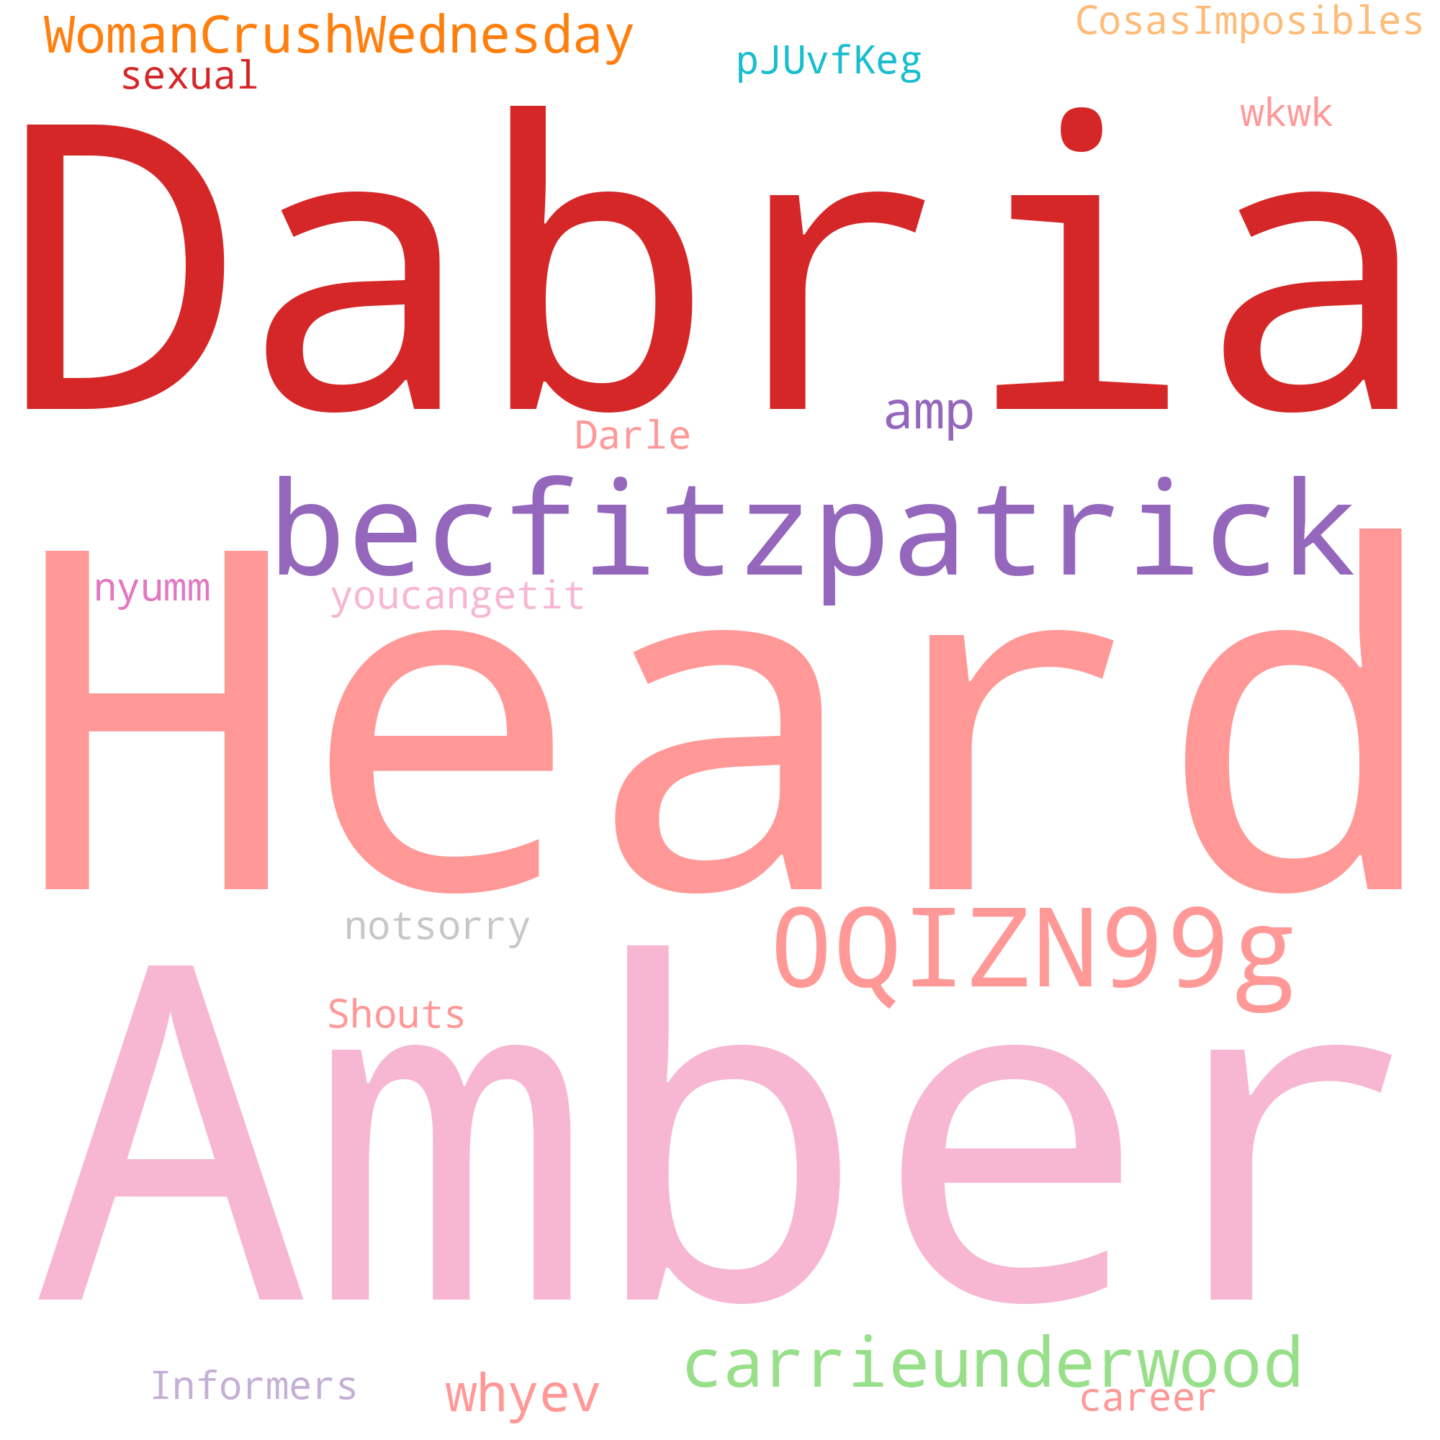 CosasImposibles
WomanCrushWednesday
pJUvfKeg
sexual
wkwk
Dabria
amp
Darle
becfitzpatrick
nyumm
youcangetit
Heard
notsorry
0QIZN99g
Shouts
Amber
carrieunderwood
Informers
whyev
career